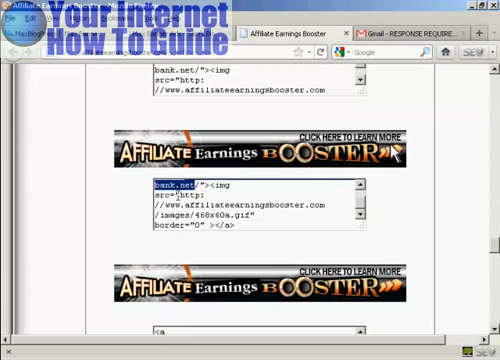 Your Internet
How To Guide
Affiliate Earnings Booster
Gmail - RESPONSE REQUIRE...
Google
bank.net/"><img
src="http:
//www.affiliateearningsbooster.com
CLICK HERE TO LEARN MORE
AFFILIATE Earnings BOOSTER
bank.net/"><img
src="http:
//www.affiliateearningsbooster.com
/images/468x60a.gif"
border="0" ></a>
CLICK HERE TO LEARN MORE
AFFILIATE Earnings BOOSTER
<a